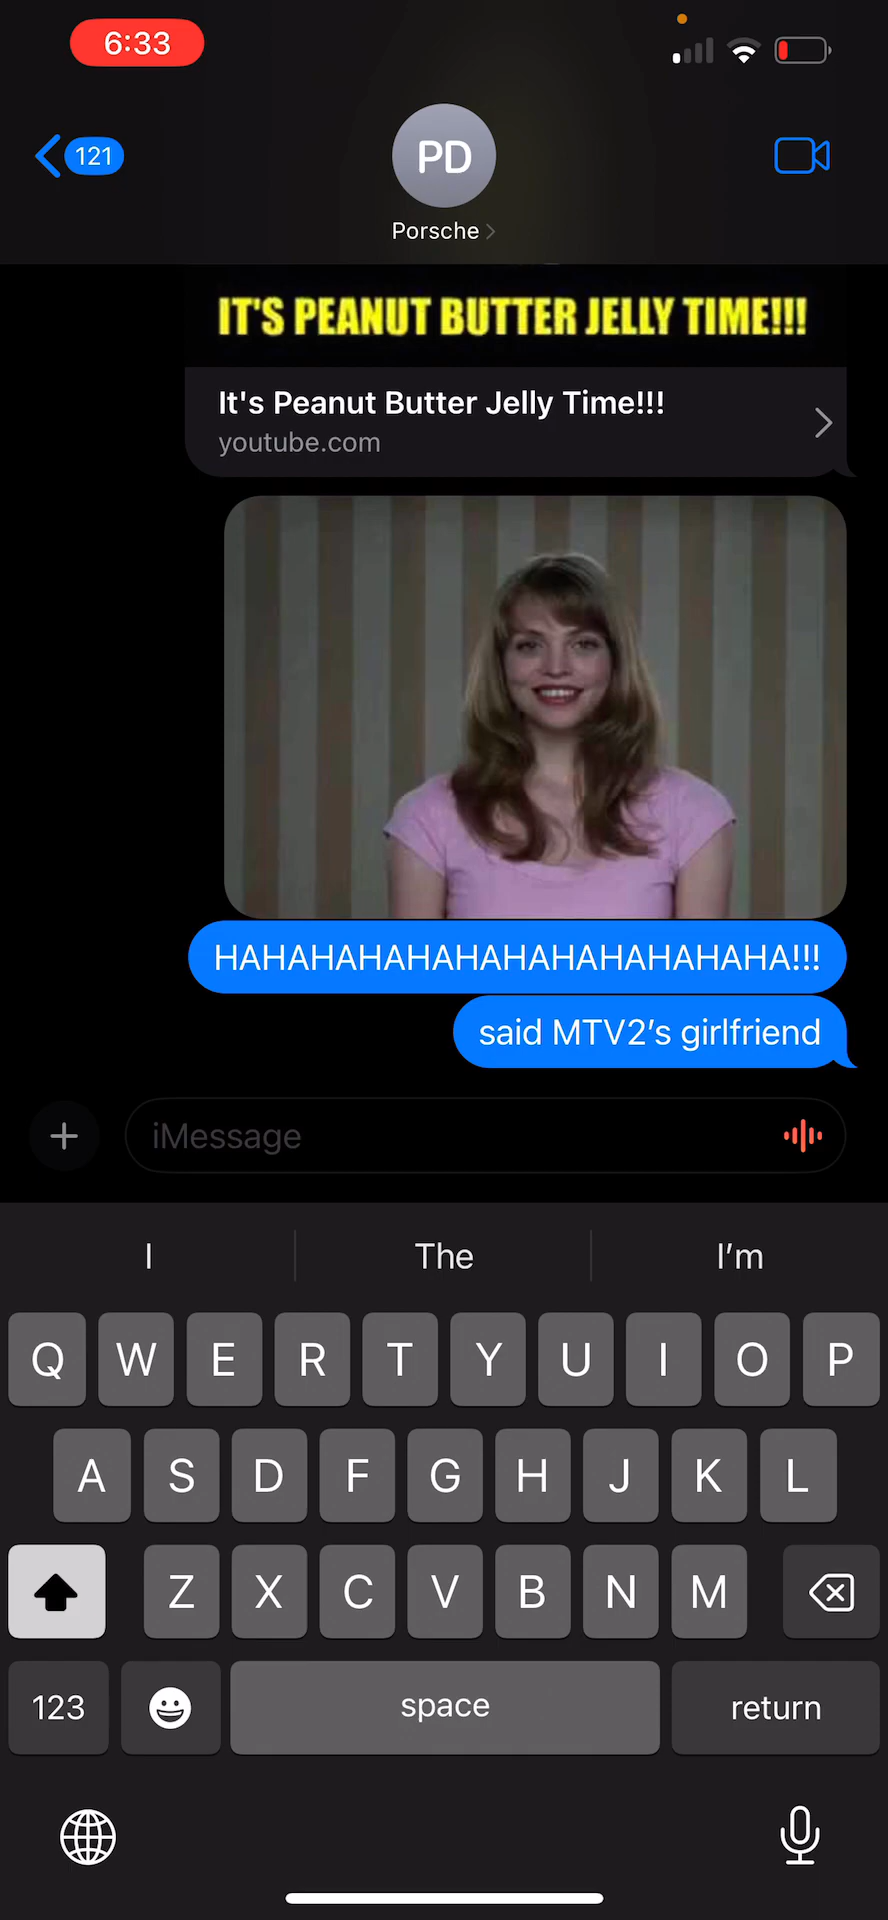 6:33
121
PD
Porsche
IT'S PEANUT BUTTER JELLY TIME!!!
It's Peanut Butter Jelly Time!!!
youtube.com
HAHAHAHAHAHAHAHAHAHAHAHA!!!
said MTV2’s girlfriend
iMessage
I The I’m
Q W E R T Y U I O P
A S D F G H J K L
Z X C V B N M
123 space return